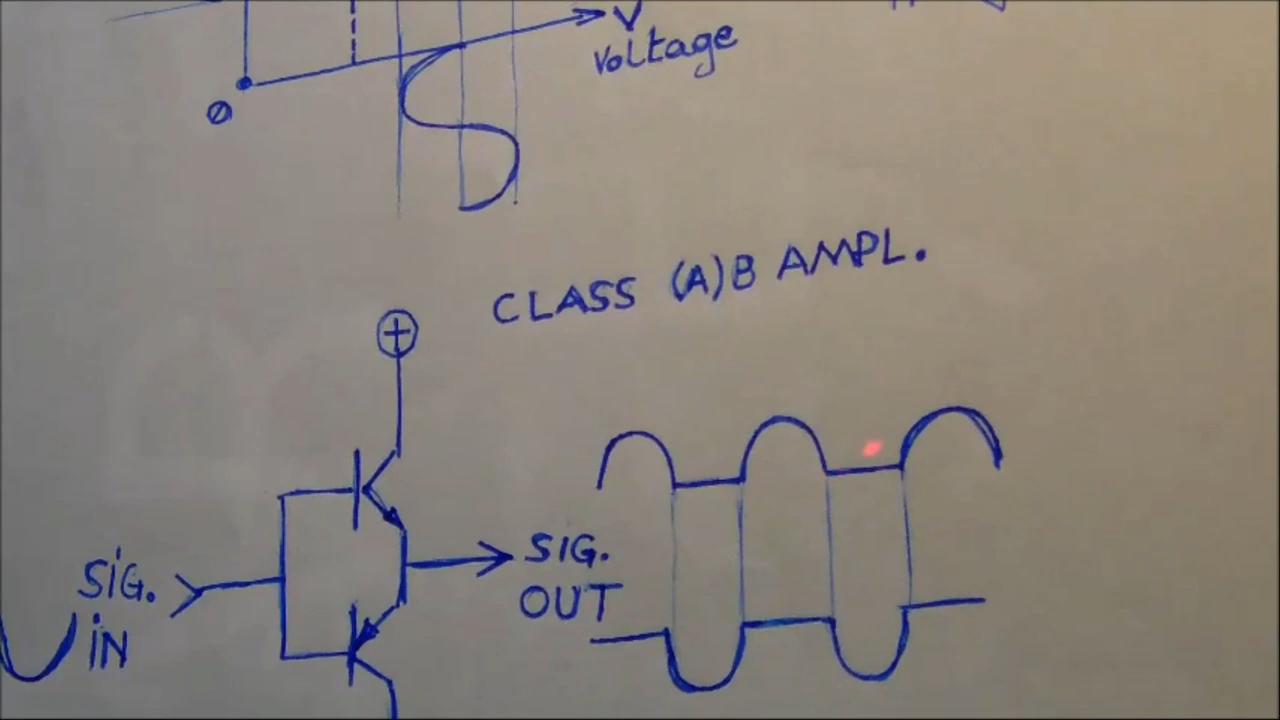 V
Voltage
Ø
CLASS (A)B AMPL.
+
SIG.
IN
SIG.
OUT